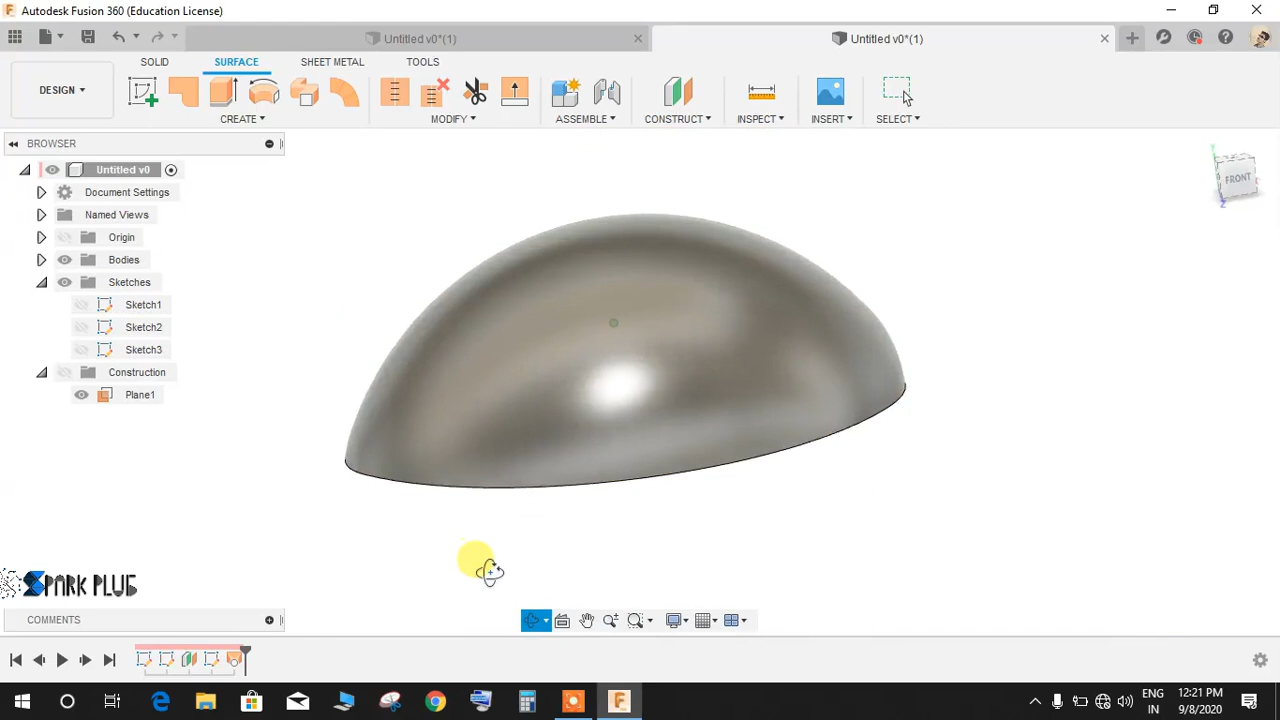 Autodesk Fusion 360 (Education License)
Untitled v0*(1)
Untitled v0*(1)
DESIGN
SOLID
SURFACE
SHEET METAL
TOOLS
CREATE
MODIFY
ASSEMBLE
CONSTRUCT
INSPECT
INSERT
SELECT
BROWSER
Untitled v0
Document Settings
Named Views
Origin
Bodies
Sketches
Sketch1
Sketch2
Sketch3
Construction
Plane1
Y
FRONT
Z
SPARK PLUG
COMMENTS
ENG
IN
12:21 PM
9/8/2020